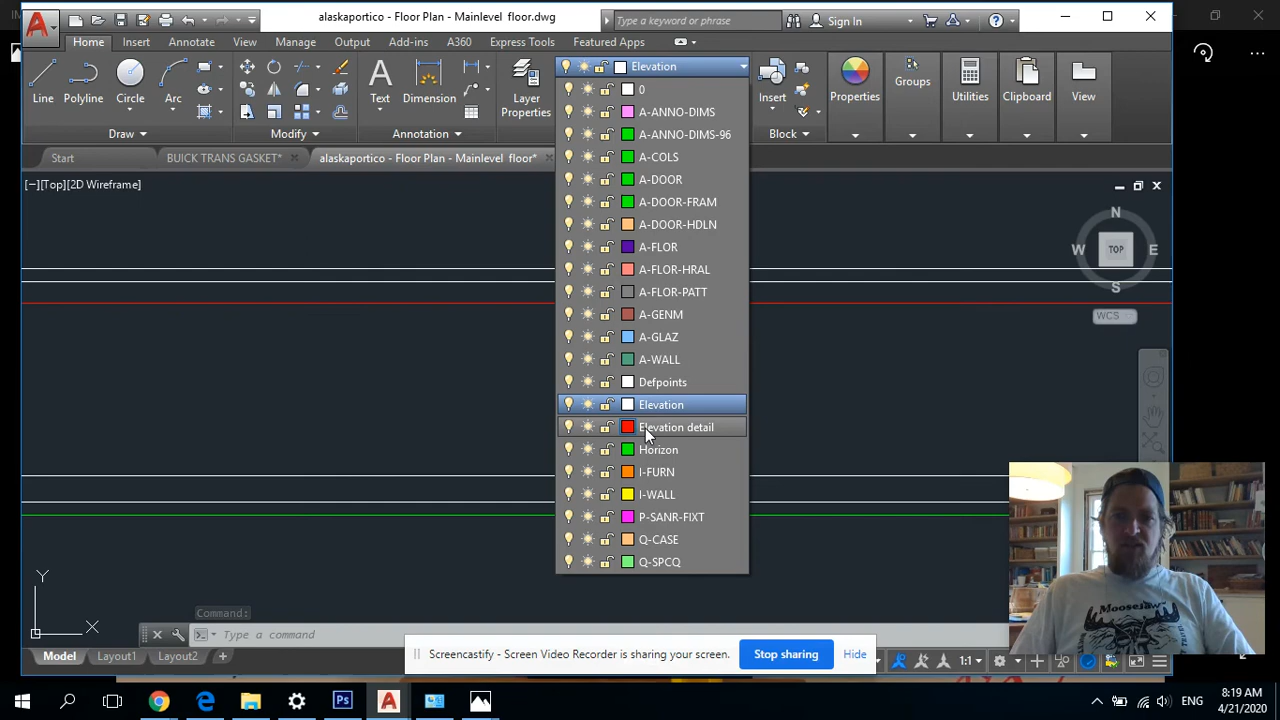 alaskaportico - Floor Plan - Mainlevel floor.dwg
Type a keyword or phrase
Sign In
Home Insert Annotate View Manage Output Add-ins A360 Express Tools Featured Apps
Elevation
Line Polyline Circle Arc Text Dimension Layer Properties Insert Properties Groups Utilities Clipboard View
Draw Modify Annotation Block
Start BUICK TRANS GASKET* alaskaportico - Floor Plan - Mainlevel floor*
[−][Top][2D Wireframe]
0
A-ANNO-DIMS
A-ANNO-DIMS-96
A-COLS
A-DOOR
A-DOOR-FRAM
A-DOOR-HDLN
A-FLOR
A-FLOR-HRAL
A-FLOR-PATT
A-GENM
A-GLAZ
A-WALL
Defpoints
Elevation
Elevation detail
Horizon
I-FURN
I-WALL
P-SANR-FIXT
Q-CASE
Q-SPCQ
N
W TOP E
S
WCS
Y
X
Moosejaw
Command:
Type a command
Screencastify - Screen Video Recorder is sharing your screen. Stop sharing Hide
Model Layout1 Layout2 + 1:1
Ps
ENG
8:19 AM
4/21/2020